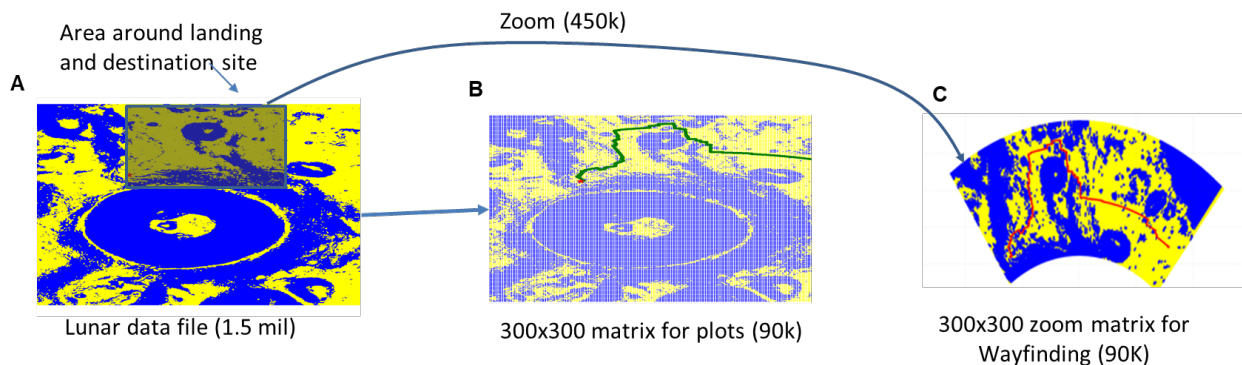 Area around landing
and destination site
Zoom (450k)
A
B
C
Lunar data file (1.5 mil)
300x300 matrix for plots (90k)
300x300 zoom matrix for
Wayfinding (90K)